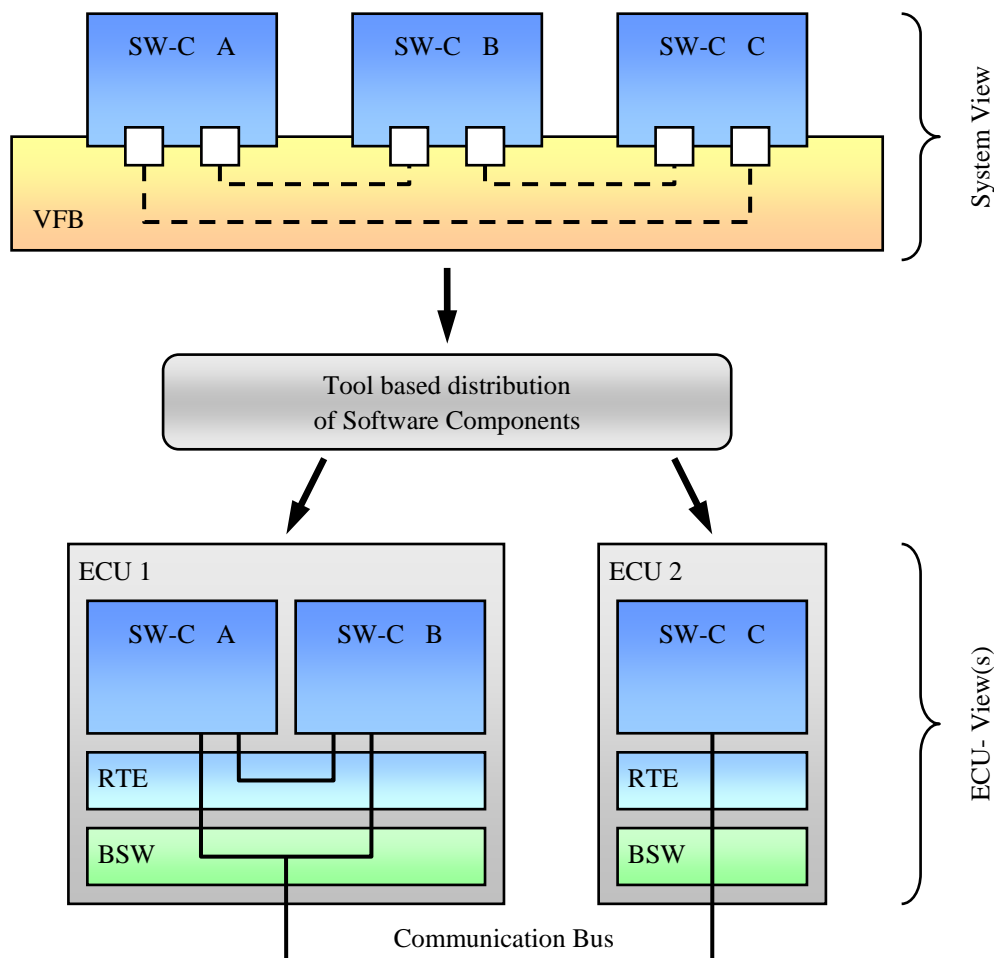 SW-C A
SW-C B
SW-C C
System View
VFB
Tool based distribution
of Software Components
ECU 1
ECU 2
SW-C A
SW-C B
SW-C C
ECU- View(s)
RTE
RTE
BSW
BSW
Communication Bus